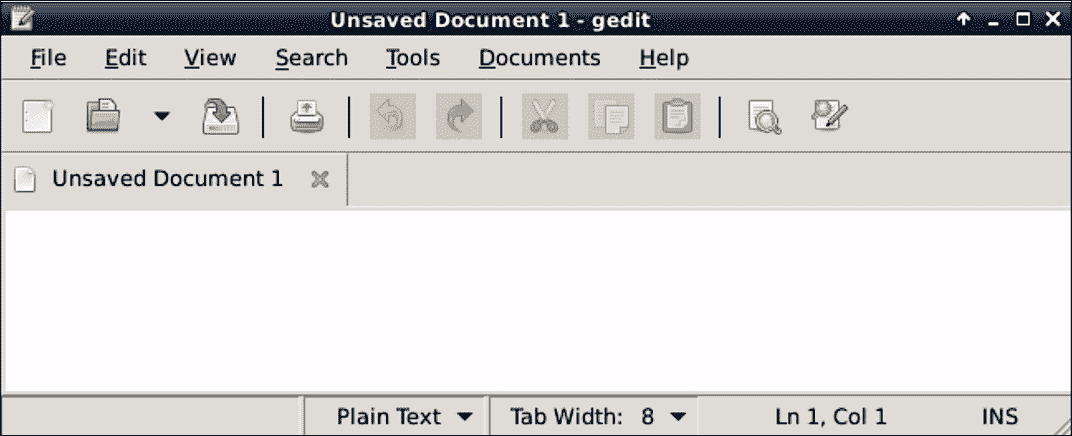 Unsaved Document 1 - gedit
File Edit View Search Tools Documents Help
Unsaved Document 1
Plain Text Tab Width: 8 Ln 1, Col 1 INS